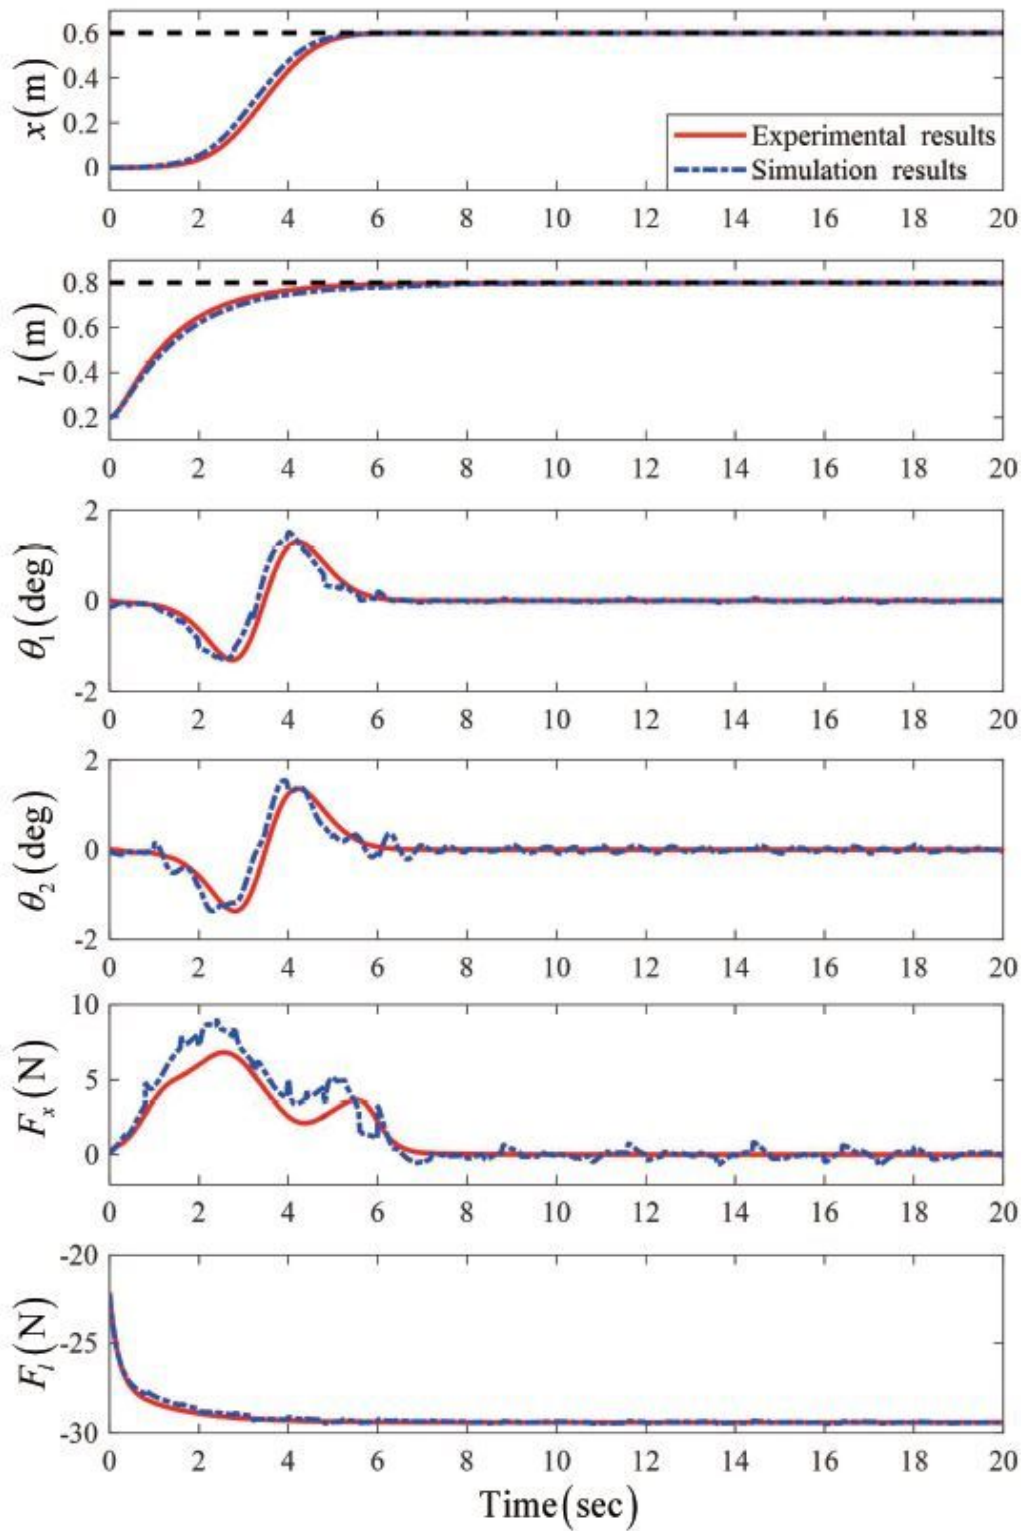 0.6
0.4
0.2
0
x(m)
Experimental results
Simulation results
0 2 4 6 8 10 12 14 16 18 20
0.8
0.6
0.4
0.2
l₁(m)
0 2 4 6 8 10 12 14 16 18 20
2
0
-2
θ₁(deg)
0 2 4 6 8 10 12 14 16 18 20
2
0
-2
θ₂(deg)
0 2 4 6 8 10 12 14 16 18 20
10
5
0
Fₓ(N)
0 2 4 6 8 10 12 14 16 18 20
-20
-25
-30
Fₗ(N)
0 2 4 6 8 10 12 14 16 18 20
Time(sec)